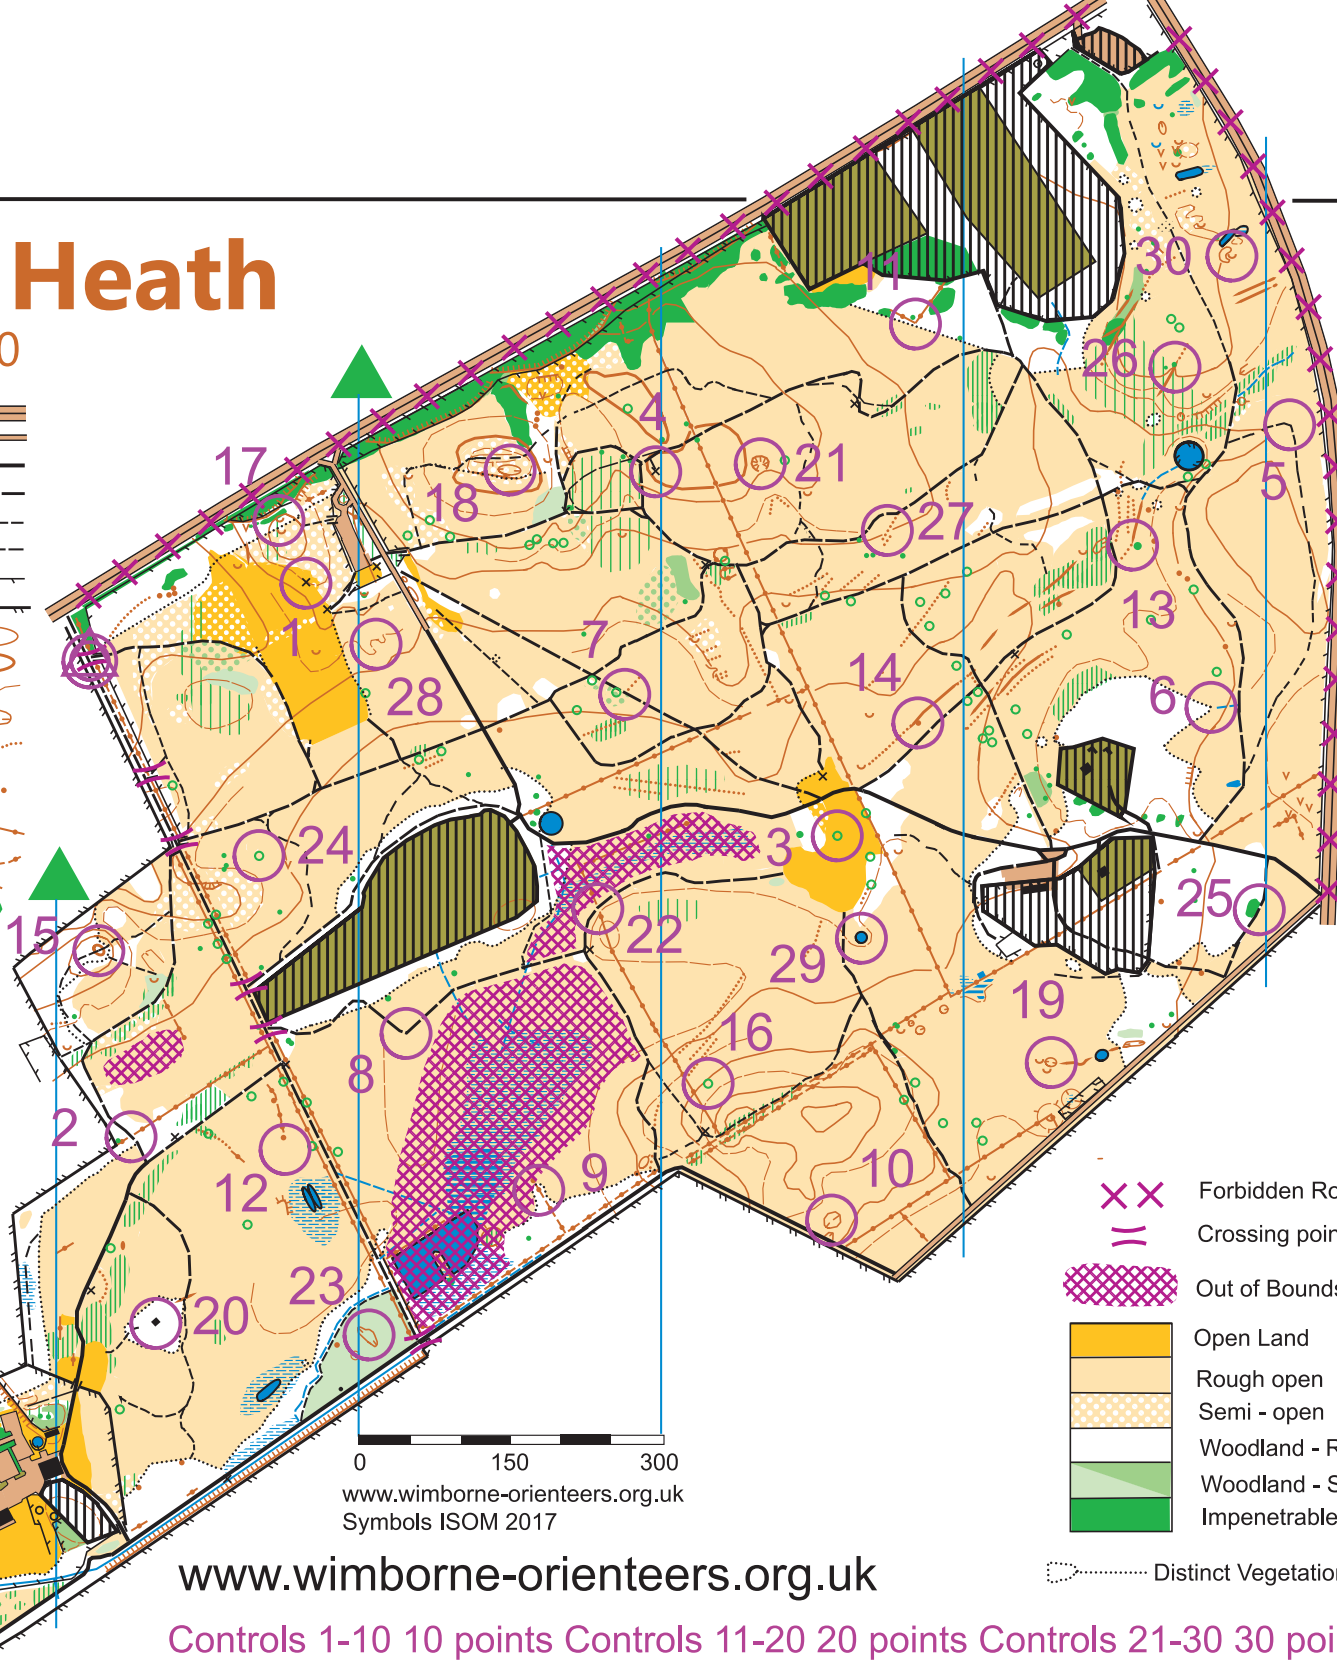 Heath
0
11
30
26
4
17
18
21
5
27
1
7
13
28
14
6
24
3
15
22
25
29
19
16
8
2
9
10
12
23
20
Forbidden Ro
Crossing poin
Out of Bounds
Open Land
Rough open
Semi - open
Woodland - R
Woodland - S
Impenetrable
Distinct Vegetation
0 150 300
www.wimborne-orienteers.org.uk
Symbols ISOM 2017
www.wimborne-orienteers.org.uk
Controls 1-10 10 points Controls 11-20 20 points Controls 21-30 30 poi